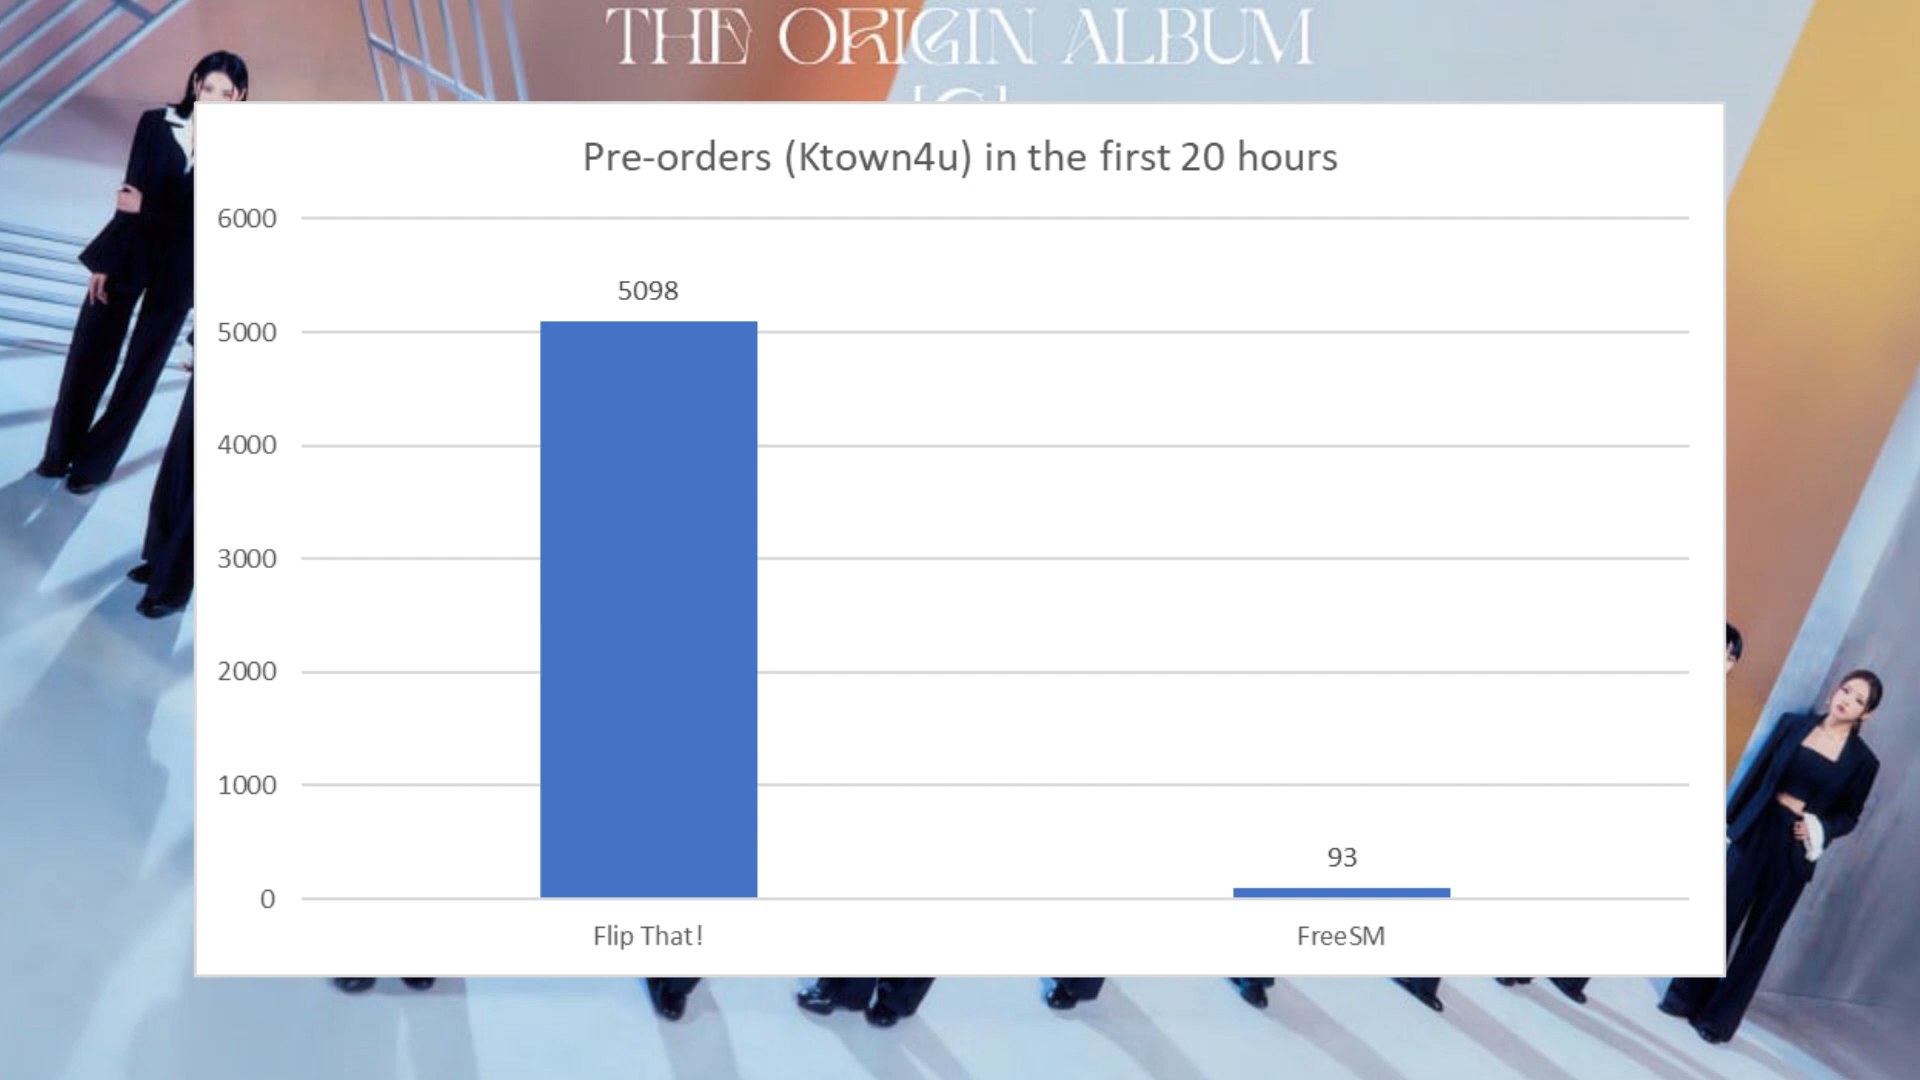 THE ORIGIN ALBUM
Pre-orders (Ktown4u) in the first 20 hours
6000
5098
5000
4000
3000
2000
1000
93
0
Flip That!
FreeSM